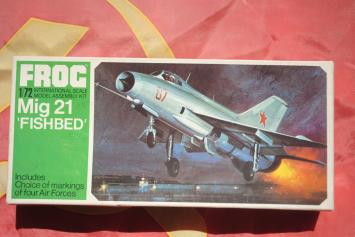 FROG
1/72 INTERNATIONAL SCALE
MODEL ASSEMBLY KIT
Mig 21
'FISHBED'
Includes
Choice of markings
of four Air Forces
87